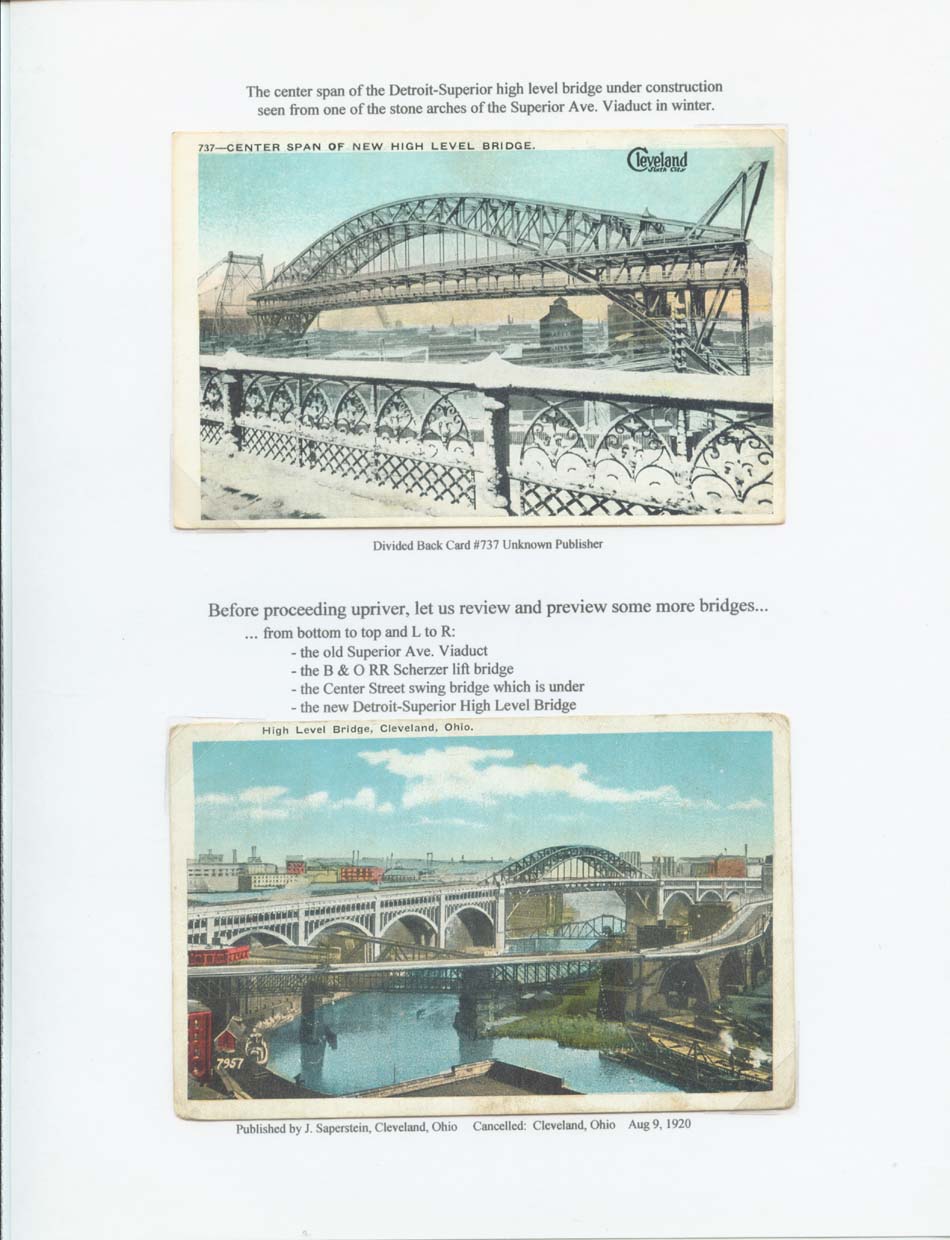 The center span of the Detroit-Superior high level bridge under construction
seen from one of the stone arches of the Superior Ave. Viaduct in winter.
737—CENTER SPAN OF NEW HIGH LEVEL BRIDGE.
Cleveland
Sixth City
Divided Back Card #737 Unknown Publisher
Before proceeding upriver, let us review and preview some more bridges...
... from bottom to top and L to R:
- the old Superior Ave. Viaduct
- the B & O RR Scherzer lift bridge
- the Center Street swing bridge which is under
- the new Detroit-Superior High Level Bridge
High Level Bridge, Cleveland, Ohio.
7957
Published by J. Saperstein, Cleveland, Ohio Cancelled: Cleveland, Ohio Aug 9, 1920